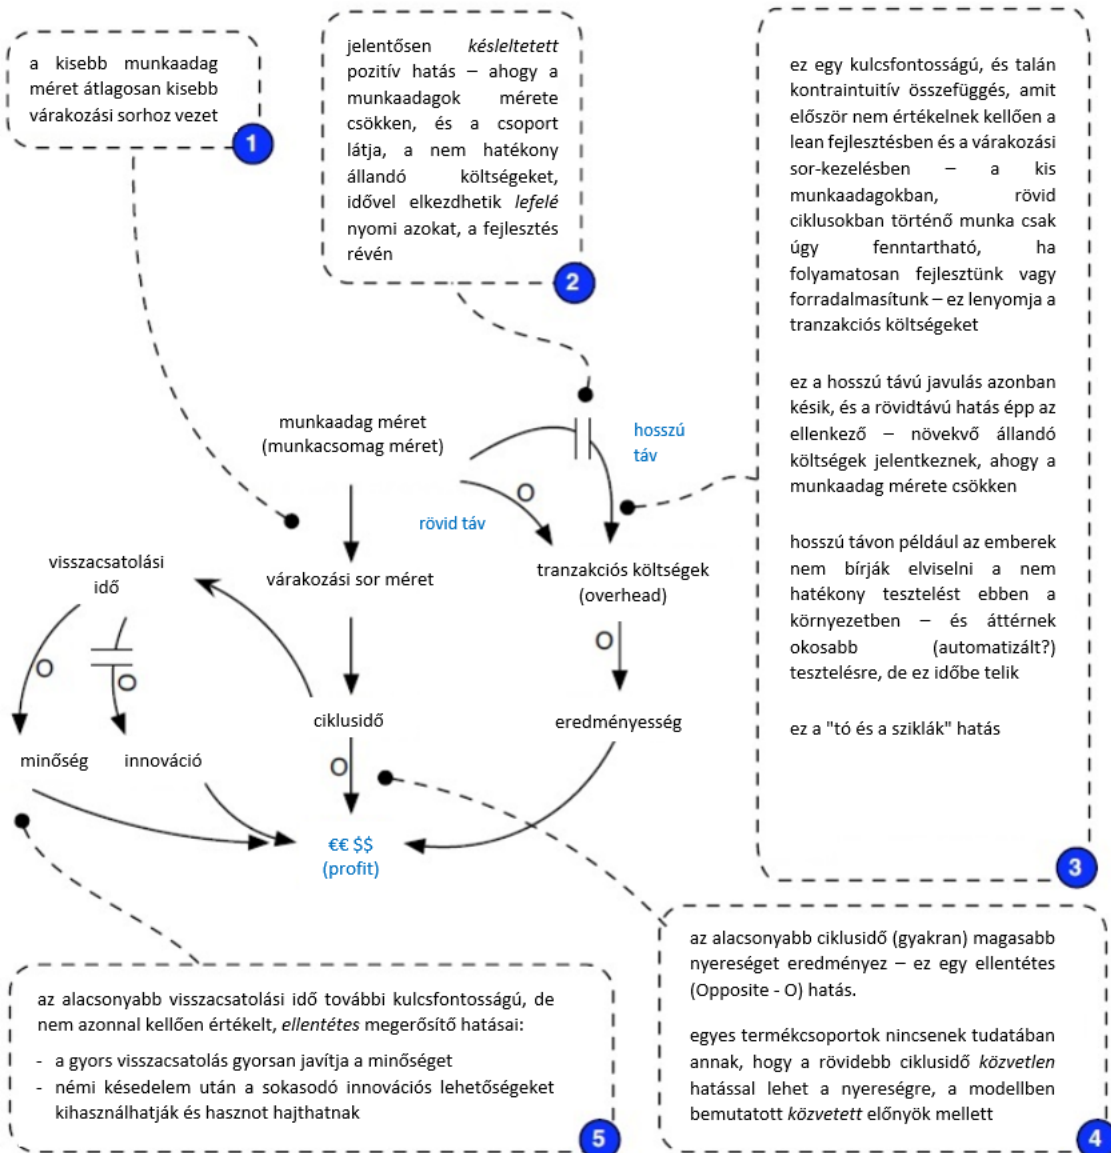 a kisebb munkaadag
méret átlagosan kisebb
várakozási sorhoz vezet
1
jelentősen késleltetett
pozitív hatás – ahogy a
munkaadagok mérete
csökken, és a csoport
látja, a nem hatékony
állandó költségeket,
idővel elkezdhetik lefelé
nyomi azokat, a fejlesztés
révén
2
ez egy kulcsfontosságú, és talán
kontraintuitív összefüggés, amit
először nem értékelnek kellően a
lean fejlesztésben és a várakozási
sor-kezelésben – a kis
munkaadagokban, rövid
ciklusokban történő munka csak
úgy fenntartható, ha
folyamatosan fejlesztünk vagy
forradalmasítunk – ez lenyomja a
tranzakciós költségeket
ez a hosszú távú javulás azonban
késik, és a rövidtávú hatás épp az
ellenkező – növekvő állandó
költségek jelentkeznek, ahogy a
munkaadag mérete csökken
hosszú távon például az emberek
nem bírják elviselni a nem
hatékony tesztelést ebben a
környezetben – és áttérnek
okosabb (automatizált?)
tesztelésre, de ez időbe telik
ez a "tó és a sziklák" hatás
3
munkaadag méret
(munkacsomag méret)
hosszú
táv
O
rövid táv
visszacsatolási
idő
várakozási sor méret
tranzakciós költségek
(overhead)
O
O
O
ciklusidő
eredményesség
minőség
innováció
O
€€ $$
(profit)
az alacsonyabb ciklusidő (gyakran) magasabb
nyereséget eredményez – ez egy ellentétes
(Opposite - O) hatás.
egyes termékcsoportok nincsenek tudatában
annak, hogy a rövidebb ciklusidő közvetlen
hatással lehet a nyereségre, a modellben
bemutatott közvetett előnyök mellett
4
az alacsonyabb visszacsatolási idő további kulcsfontosságú, de
nem azonnal kellően értékelt, ellentétes megerősítő hatásai:
- a gyors visszacsatolás gyorsan javítja a minőséget
- némi késedelem után a sokasodó innovációs lehetőségeket
kihasználhatják és hasznot hajthatnak
5